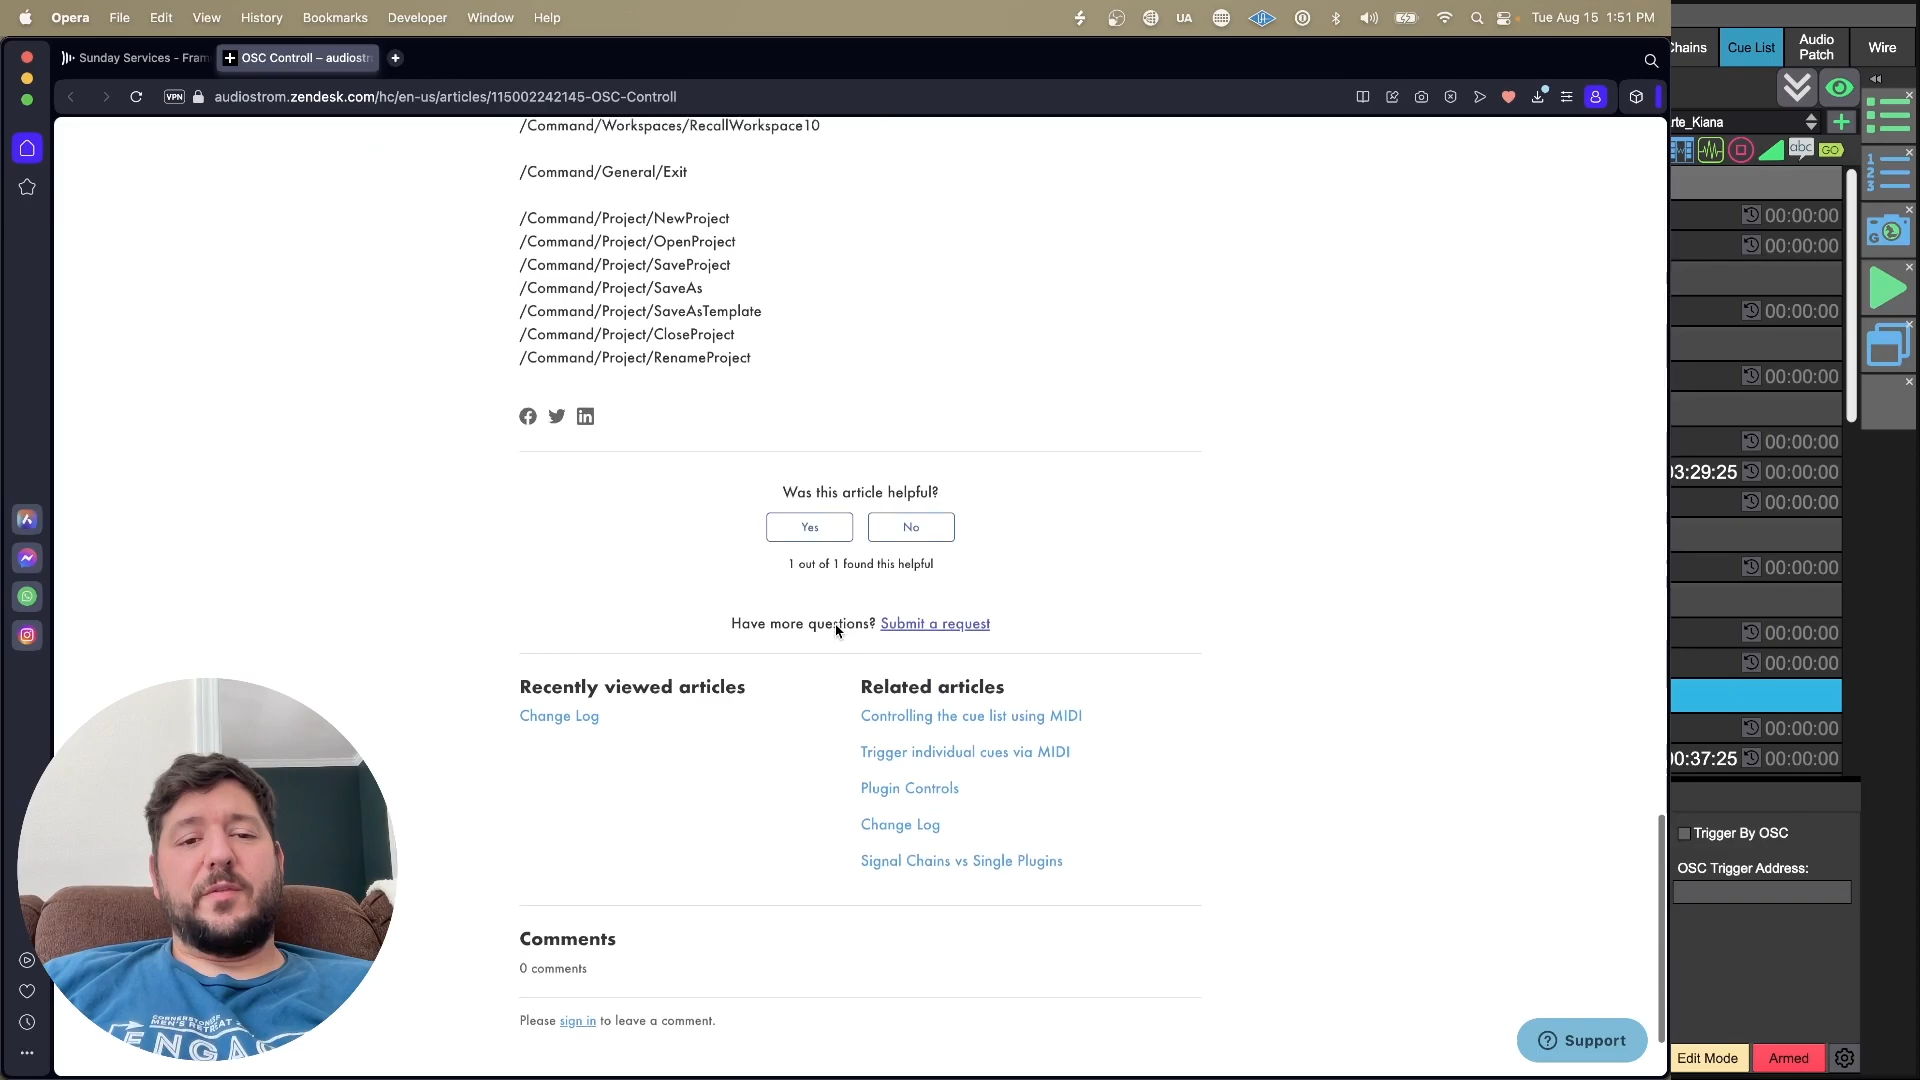 Opera File Edit View History Bookmarks Developer Window Help UA Tue Aug 15 1:51 PM
Sunday Services - Fram
OSC Controll – audiostr
VPN audiostrom.zendesk.com/hc/en-us/articles/115002242145-OSC-Controll
/Command/Workspaces/RecallWorkspace10
/Command/General/Exit
/Command/Project/NewProject
/Command/Project/OpenProject
/Command/Project/SaveProject
/Command/Project/SaveAs
/Command/Project/SaveAsTemplate
/Command/Project/CloseProject
/Command/Project/RenameProject
Was this article helpful?
Yes No
1 out of 1 found this helpful
Have more questions? Submit a request
Recently viewed articles
Change Log
Related articles
Controlling the cue list using MIDI
Trigger individual cues via MIDI
Plugin Controls
Change Log
Signal Chains vs Single Plugins
Comments
0 comments
Please sign in to leave a comment.
Support
CORNERSTONE
MEN'S RETREAT
ENGA
hains Cue List Audio Patch Wire
rte_Kiana
abc GO
1
2
3
G
00:00:00
00:00:00
00:00:00
00:00:00
00:00:00
03:29:25 00:00:00
00:00:00
00:00:00
00:00:00
00:00:00
00:00:00
00:37:25 00:00:00
Trigger By OSC
OSC Trigger Address:
Edit Mode Armed